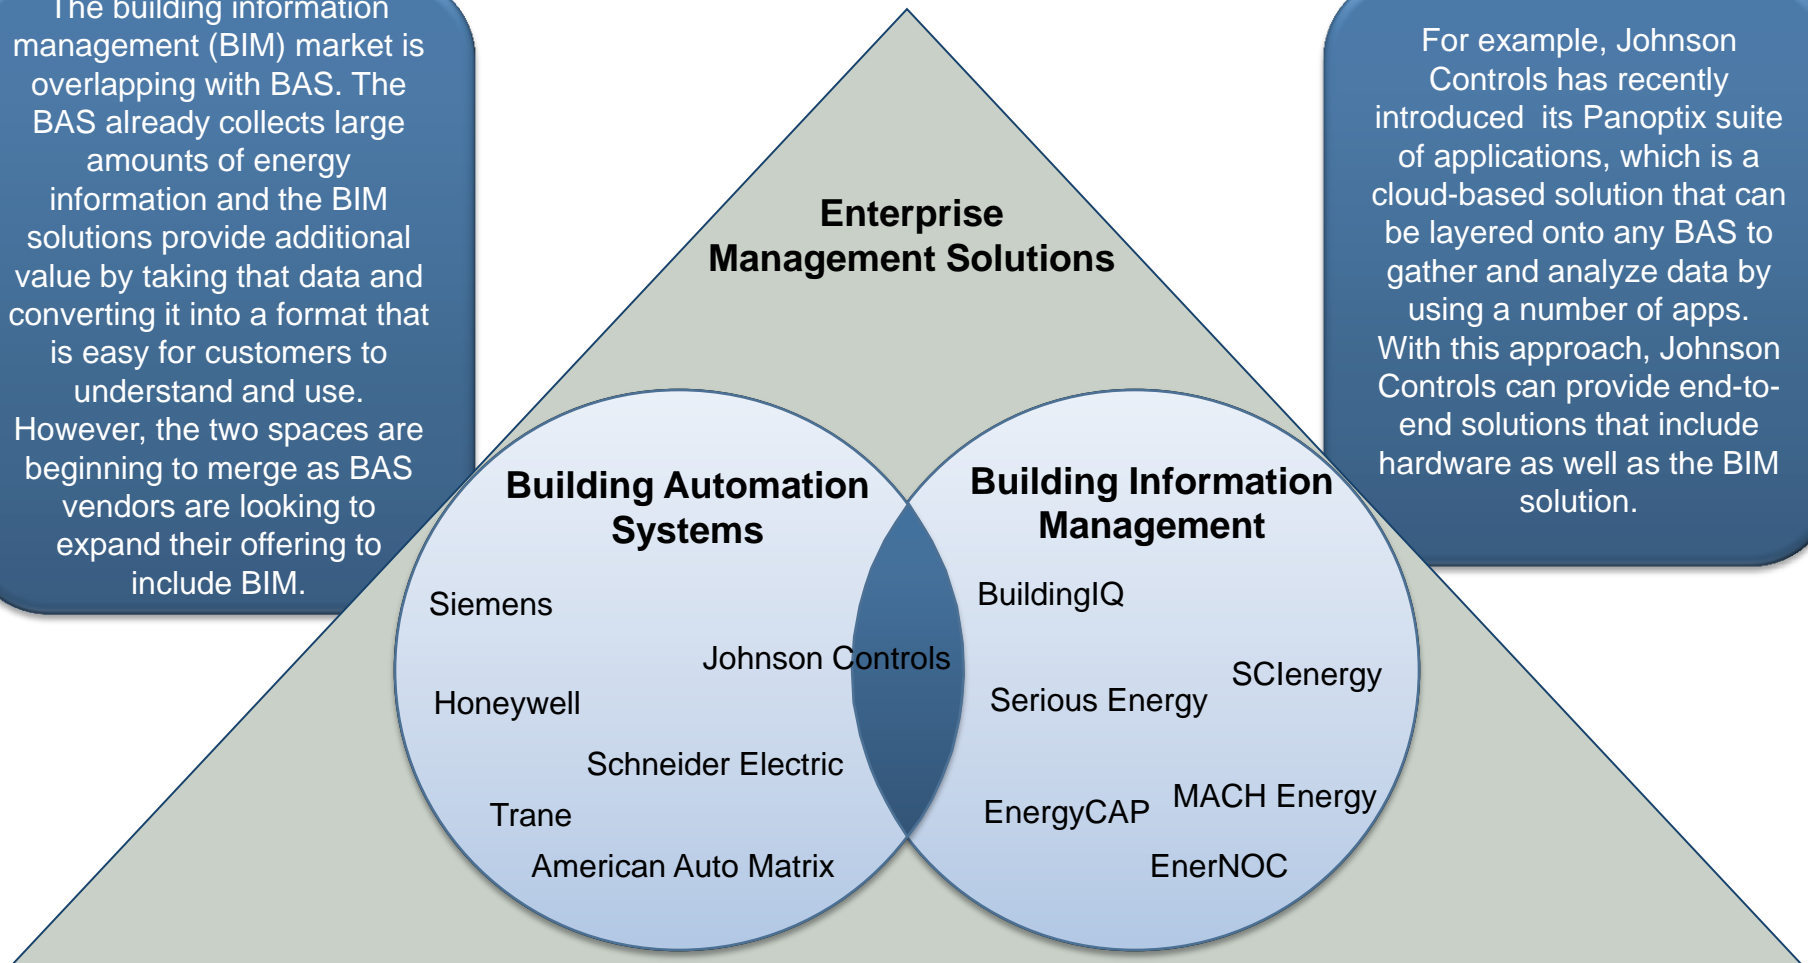 The building information
management (BIM) market is
overlapping with BAS. The
BAS already collects large
amounts of energy
information and the BIM
solutions provide additional
value by taking that data and
converting it into a format that
is easy for customers to
understand and use.
However, the two spaces are
beginning to merge as BAS
vendors are looking to
expand their offering to
include BIM.
For example, Johnson
Controls has recently
introduced its Panoptix suite
of applications, which is a
cloud-based solution that can
be layered onto any BAS to
gather and analyze data by
using a number of apps.
With this approach, Johnson
Controls can provide end-to-
end solutions that include
hardware as well as the BIM
solution.
Enterprise
Management Solutions
Building Automation
Systems
Siemens
Johnson Controls
Honeywell
Schneider Electric
Trane
American Auto Matrix
Building Information
Management
BuildingIQ
SCIenergy
Serious Energy
MACH Energy
EnergyCAP
EnerNOC